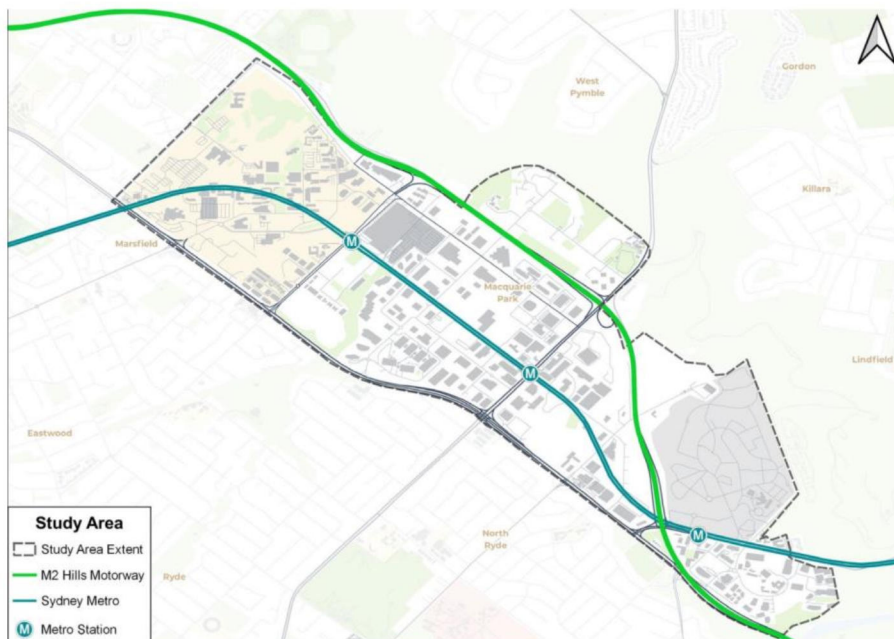 West
Pymble
Gordon
Killara
Marsfield
M
Macquarie
Park
Lindfield
M
Eastwood
North
Ryde
M
Ryde
Study Area
Study Area Extent
M2 Hills Motorway
Sydney Metro
M Metro Station